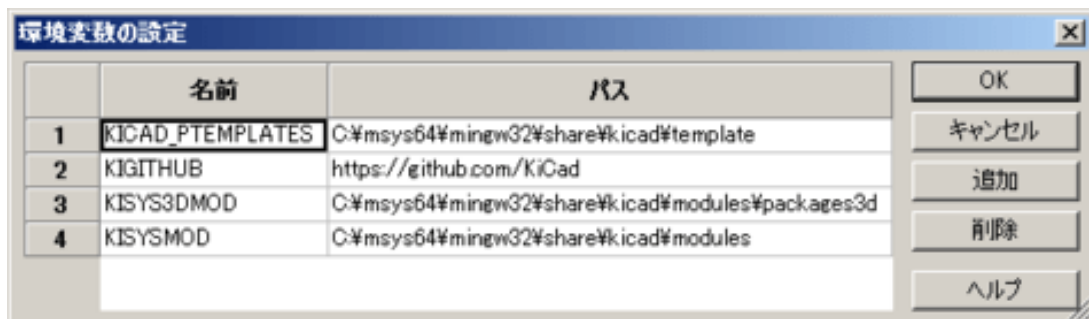 環境変数の設定
名前 パス OK
1 KICAD_PTEMPLATES C:¥msys64¥mingw32¥share¥kicad¥template キャンセル
2 KIGITHUB https://github.com/KiCad
追加
3 KISYS3DMOD C:¥msys64¥mingw32¥share¥kicad¥modules¥packages3d
4 KISYSMOD C:¥msys64¥mingw32¥share¥kicad¥modules 削除
ヘルプ